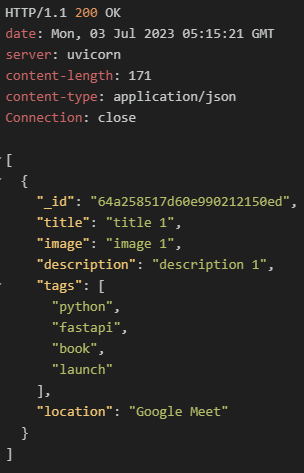 HTTP/1.1 200 OK
date: Mon, 03 Jul 2023 05:15:21 GMT
server: uvicorn
content-length: 171
content-type: application/json
Connection: close
[
{
"_id": "64a258517d60e990212150ed",
"title": "title 1",
"image": "image 1",
"description": "description 1",
"tags": [
"python",
"fastapi",
"book",
"launch"
],
"location": "Google Meet"
}
]